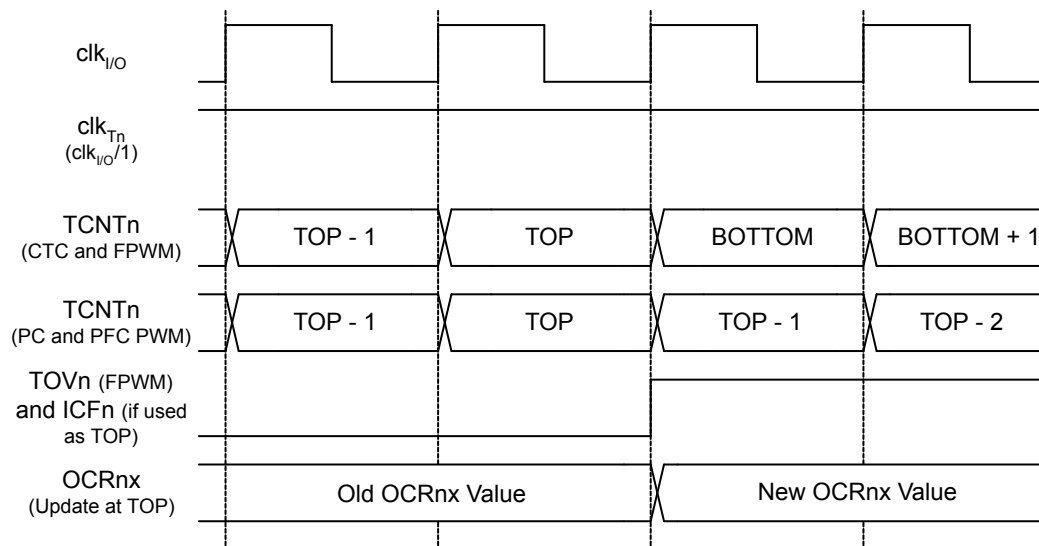 clkI/O
clkTn
(clkI/O/1)
TCNTn
(CTC and FPWM)
TOP - 1 TOP BOTTOM BOTTOM + 1
TCNTn
(PC and PFC PWM)
TOP - 1 TOP TOP - 1 TOP - 2
TOVn (FPWM)
and ICFn (if used
as TOP)
OCRnx
(Update at TOP)
Old OCRnx Value New OCRnx Value